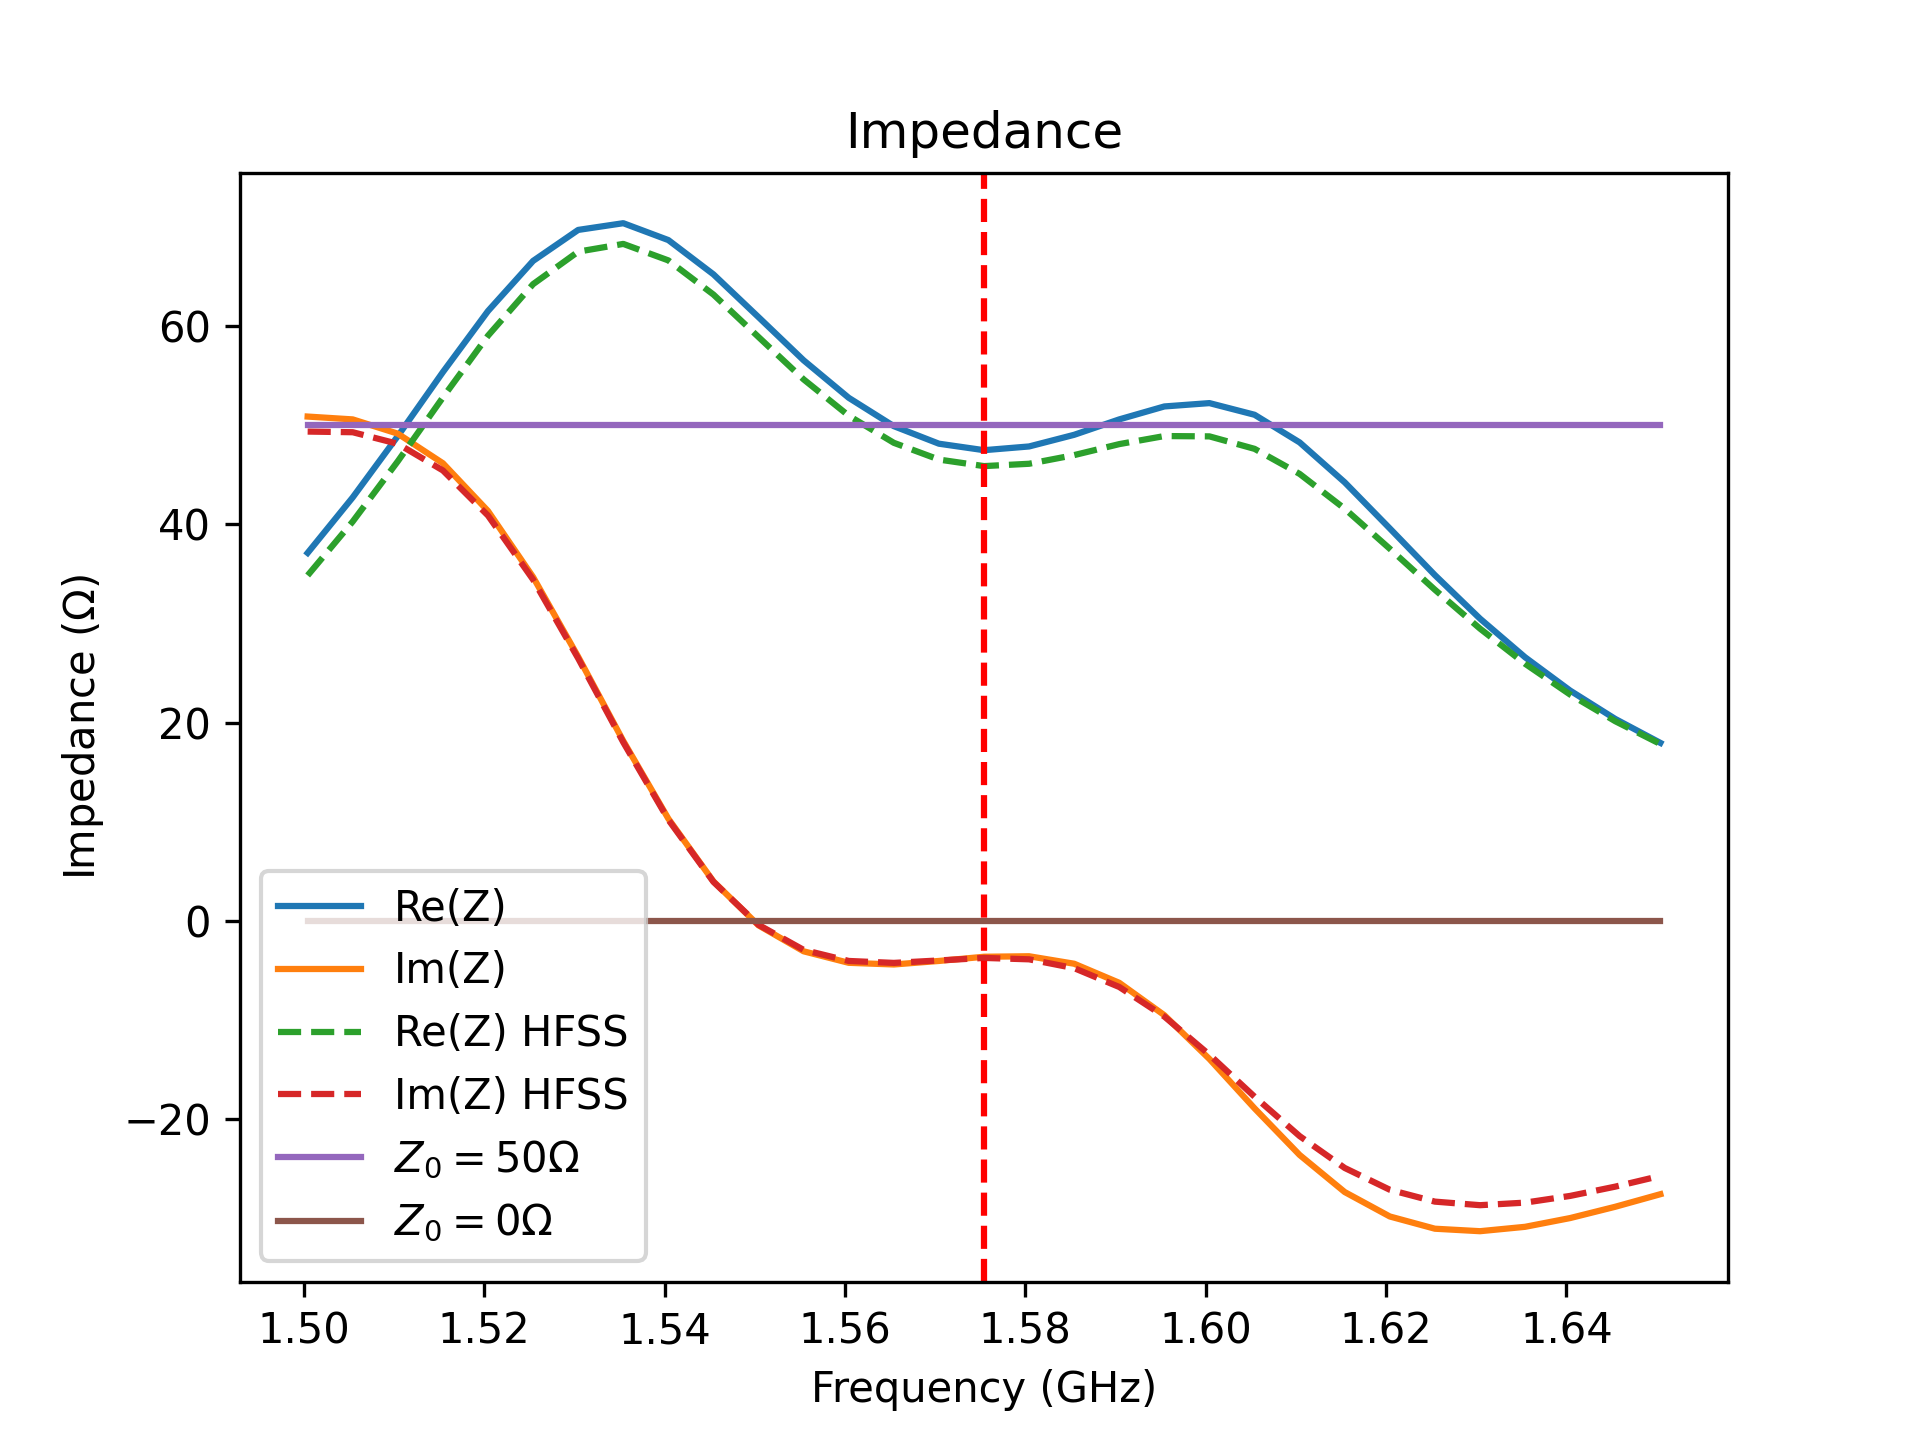 Impedance
Impedance (Ω)
60
40
20
0
−20
Re(Z)
Im(Z)
Re(Z) HFSS
Im(Z) HFSS
Z₀ = 50Ω
Z₀ = 0Ω
1.50 1.52 1.54 1.56 1.58 1.60 1.62 1.64
Frequency (GHz)